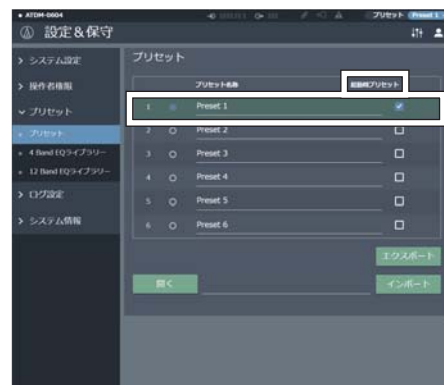 ATDM-0604
プリセット Preset 1
設定&保守
システム設定
操作者権限
プリセット
プリセット
4 Band EQライブラリー
12 Band EQライブラリー
ログ設定
システム情報
プリセット
プリセット名称 起動時プリセット
1 Preset 1
2 Preset 2
3 Preset 3
4 Preset 4
5 Preset 5
6 Preset 6
エクスポート
開く インポート